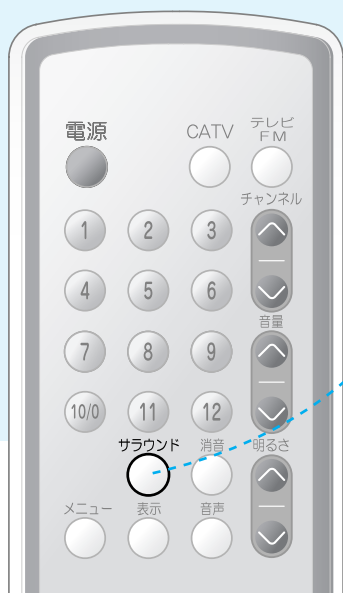 電源
CATV
テレビ
FM
チャンネル
1
2
3
4
5
6
音量
7
8
9
10/0
11
12
サラウンド
消音
明るさ
メニュー
表示
音声